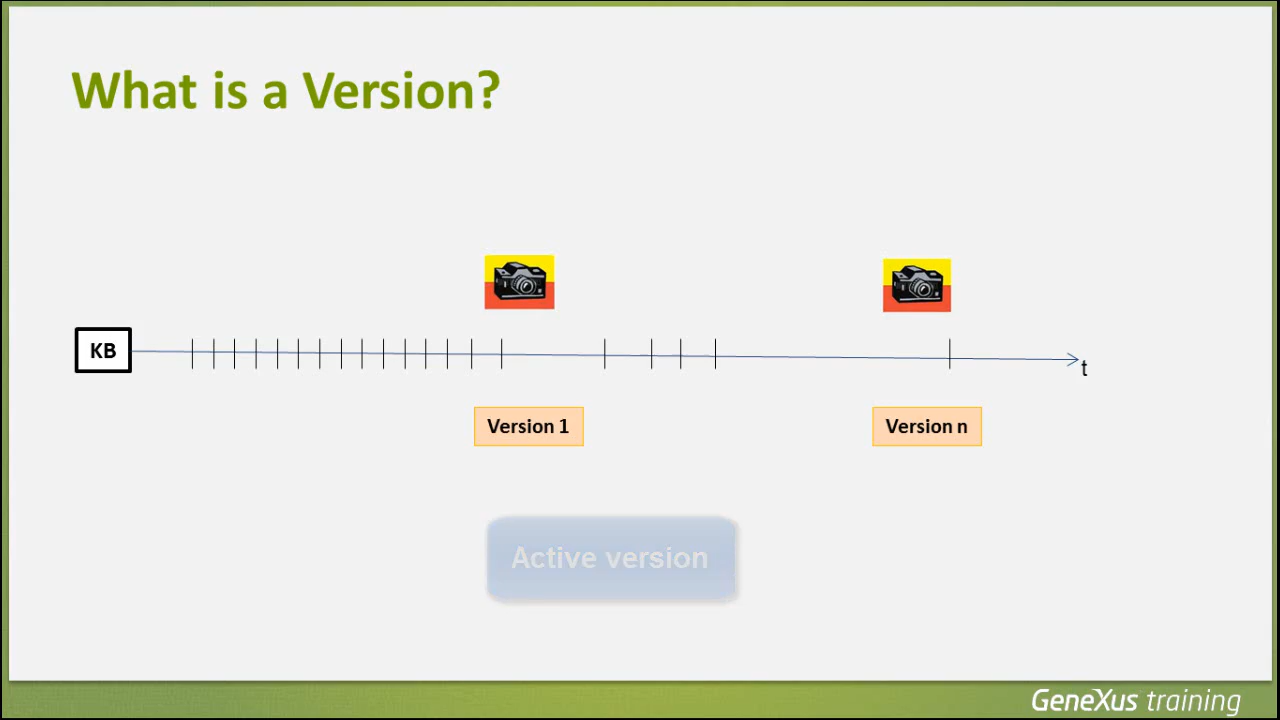 What is a Version?
KB
t
Version 1
Version n
Active version
GeneXus training